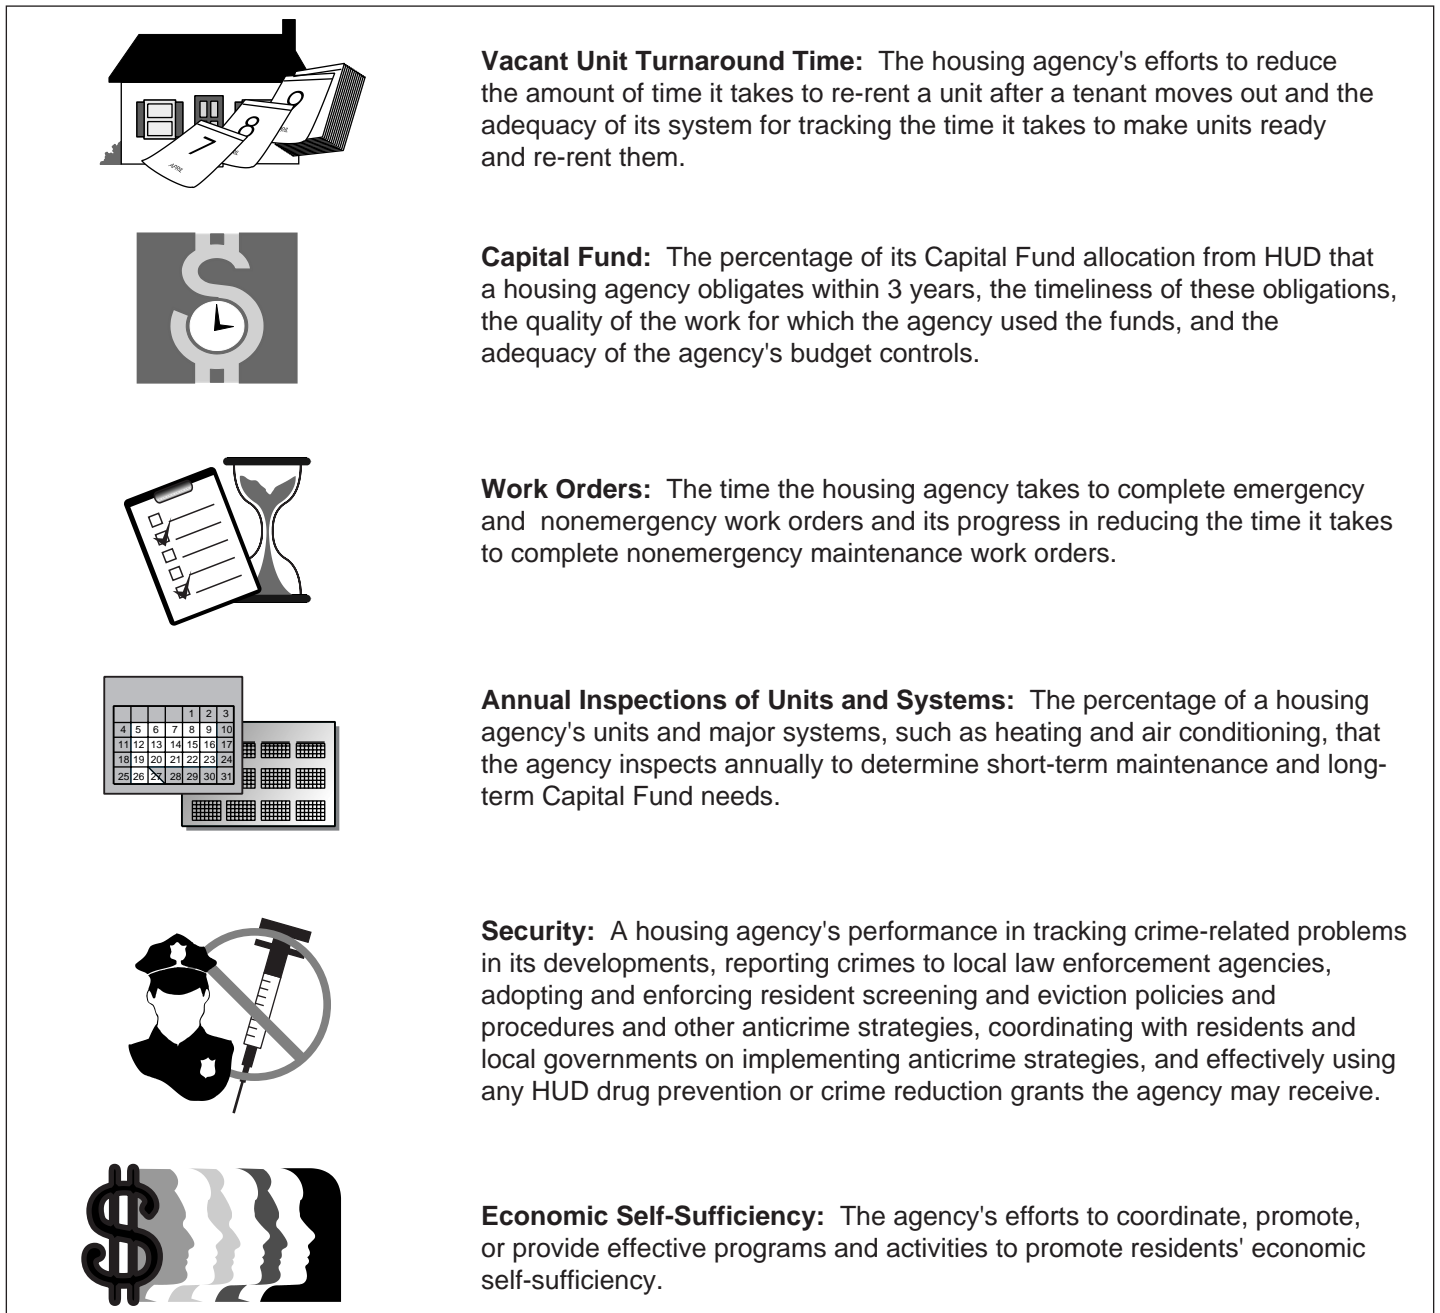 7
APRIL
8
9
Vacant Unit Turnaround Time: The housing agency's efforts to reduce
the amount of time it takes to re-rent a unit after a tenant moves out and the
adequacy of its system for tracking the time it takes to make units ready
and re-rent them.
Capital Fund: The percentage of its Capital Fund allocation from HUD that
a housing agency obligates within 3 years, the timeliness of these obligations,
the quality of the work for which the agency used the funds, and the
adequacy of the agency's budget controls.
Work Orders: The time the housing agency takes to complete emergency
and nonemergency work orders and its progress in reducing the time it takes
to complete nonemergency maintenance work orders.
1 2 3
4 5 6 7 8 9 10
11 12 13 14 15 16 17
18 19 20 21 22 23 24
25 26 27 28 29 30 31
Annual Inspections of Units and Systems: The percentage of a housing
agency's units and major systems, such as heating and air conditioning, that
the agency inspects annually to determine short-term maintenance and long-
term Capital Fund needs.
Security: A housing agency's performance in tracking crime-related problems
in its developments, reporting crimes to local law enforcement agencies,
adopting and enforcing resident screening and eviction policies and
procedures and other anticrime strategies, coordinating with residents and
local governments on implementing anticrime strategies, and effectively using
any HUD drug prevention or crime reduction grants the agency may receive.
$
Economic Self-Sufficiency: The agency's efforts to coordinate, promote,
or provide effective programs and activities to promote residents' economic
self-sufficiency.